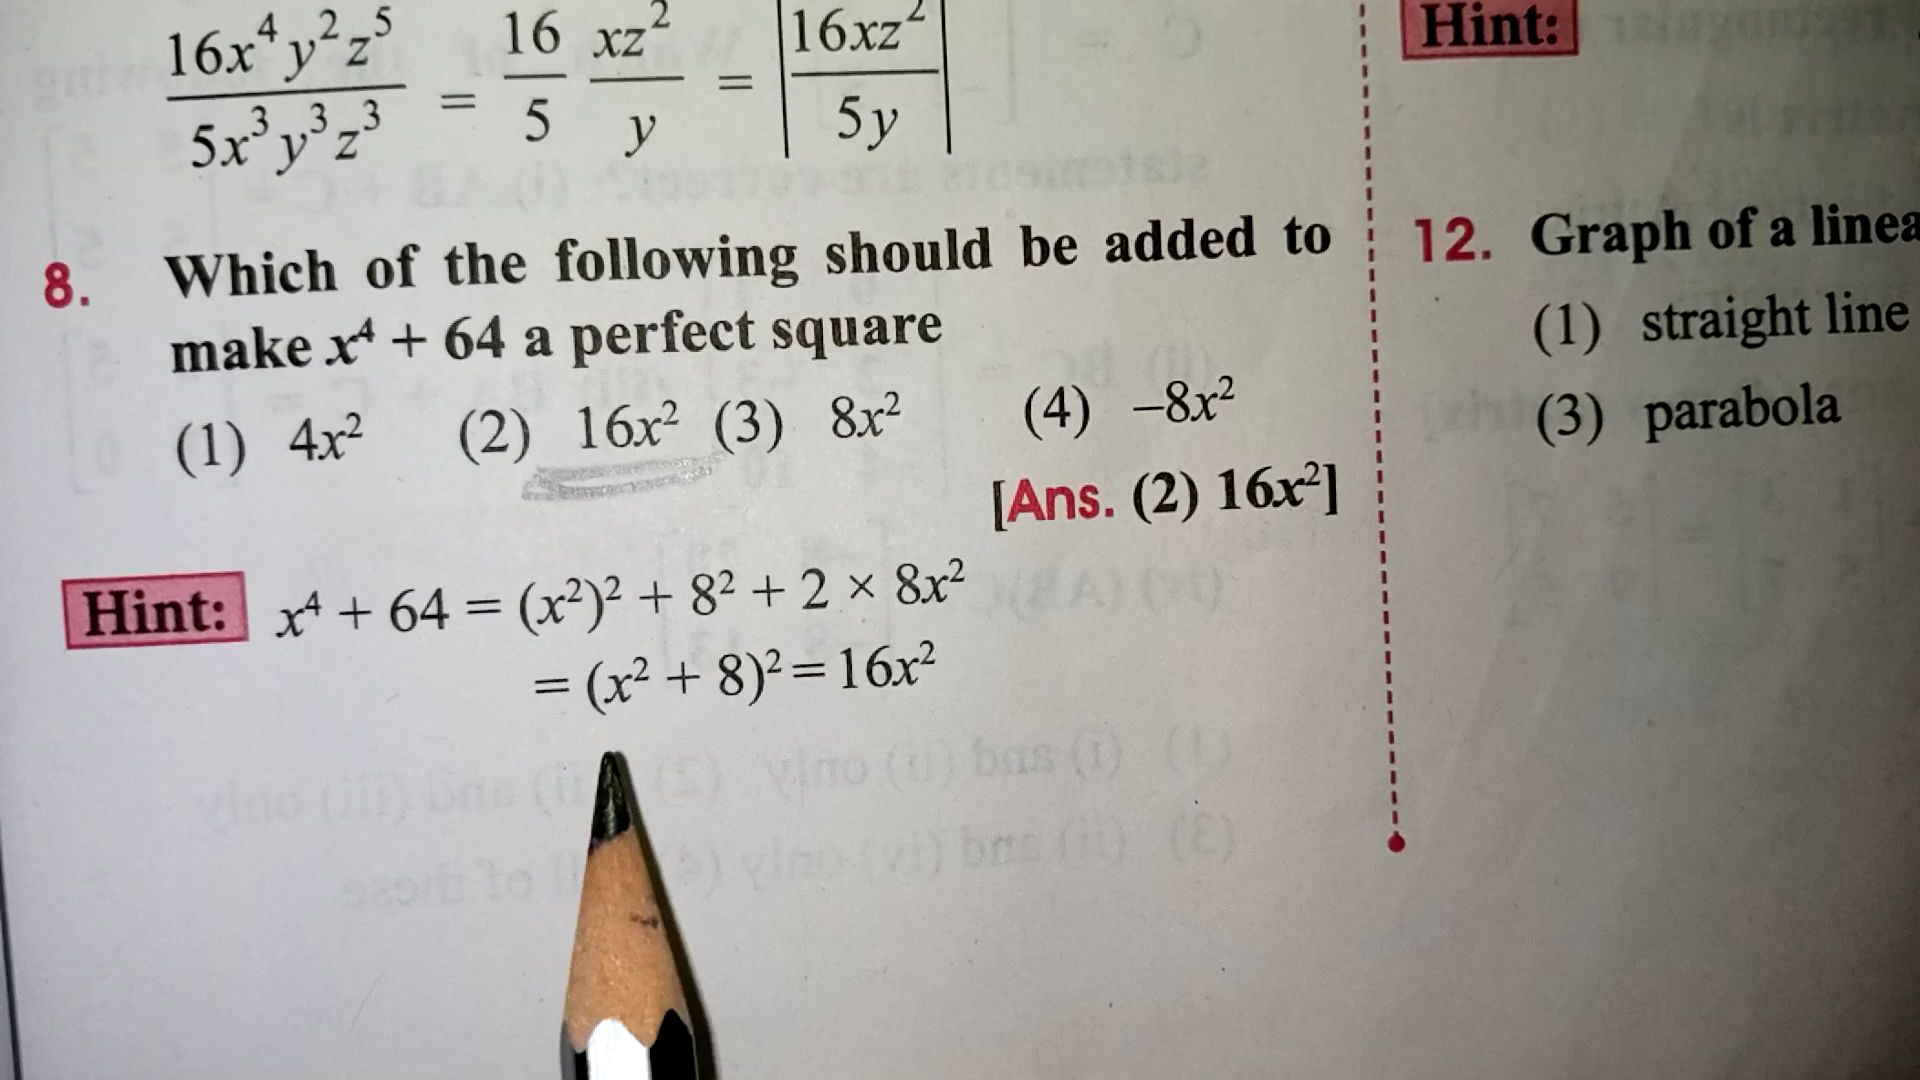 16x⁴y²z⁵ / 5x³y³z³ = 16/5 xz²/y = |16xz² / 5y|
8. Which of the following should be added to
make x⁴ + 64 a perfect square
(1) 4x² (2) 16x² (3) 8x² (4) –8x²
[Ans. (2) 16x²]
Hint: x⁴ + 64 = (x²)² + 8² + 2 × 8x²
= (x² + 8)² = 16x²
Hint:
12. Graph of a linea
(1) straight line
(3) parabola